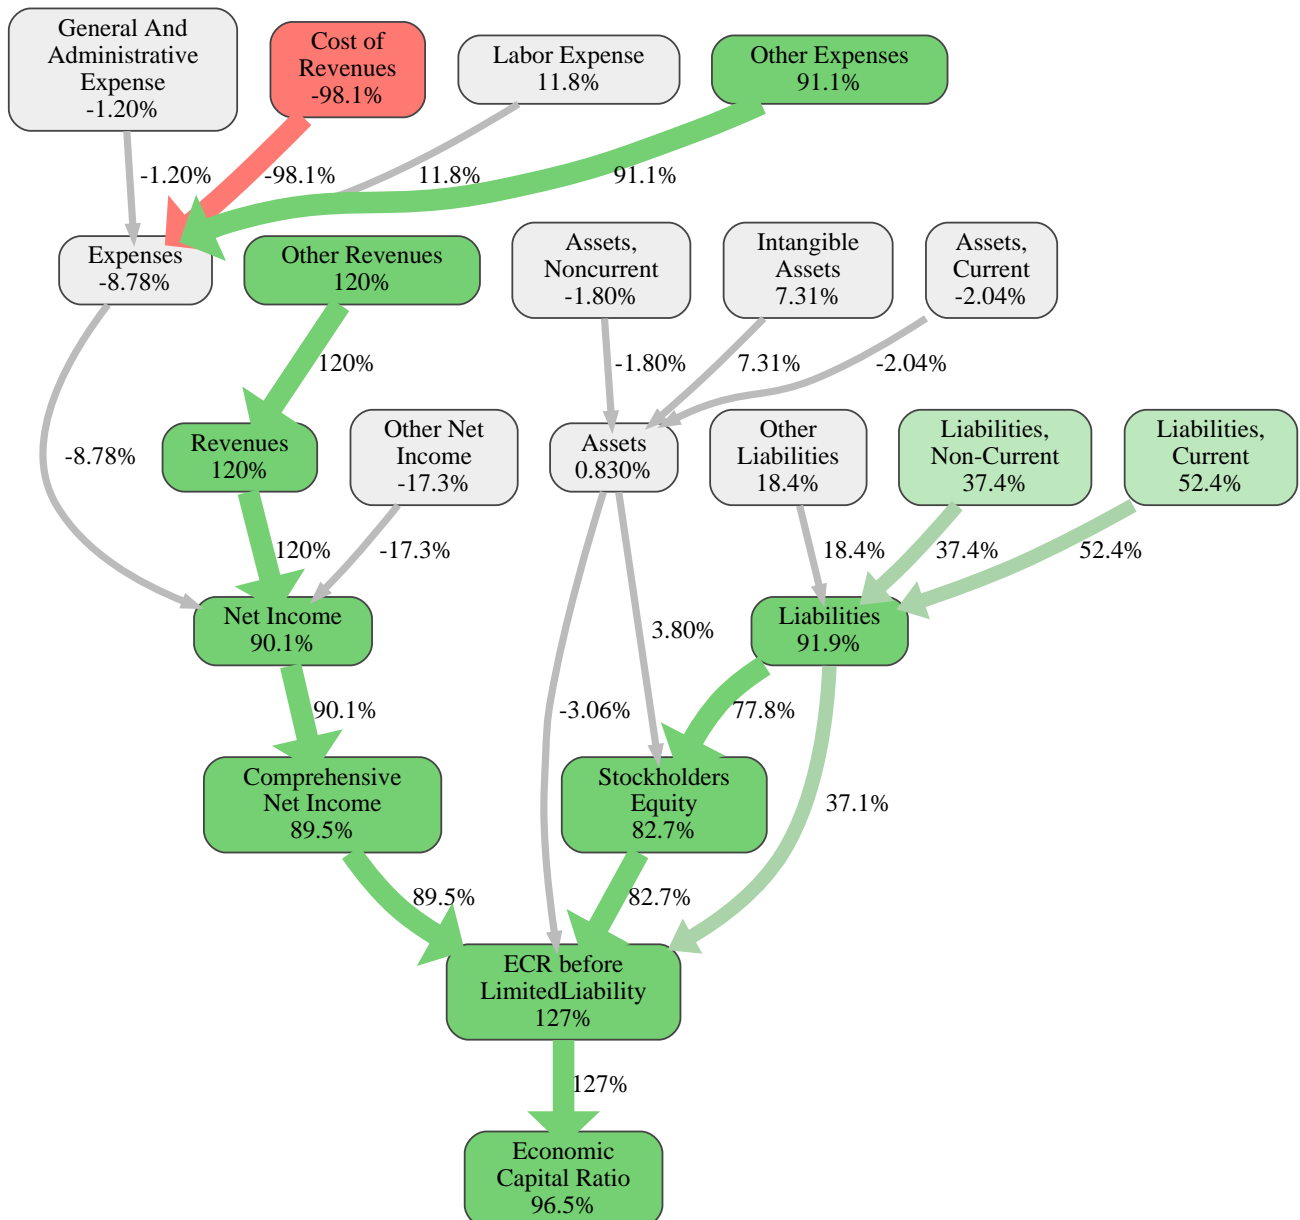 General And
Administrative
Expense
-1.20%
Cost of
Revenues
-98.1%
Labor Expense
11.8%
Other Expenses
91.1%
-1.20%
-98.1%
11.8%
91.1%
Expenses
-8.78%
Other Revenues
120%
Assets,
Noncurrent
-1.80%
Intangible
Assets
7.31%
Assets,
Current
-2.04%
120%
-1.80%
7.31%
-2.04%
-8.78%
Revenues
120%
Other Net
Income
-17.3%
Assets
0.830%
Other
Liabilities
18.4%
Liabilities,
Non-Current
37.4%
Liabilities,
Current
52.4%
120%
-17.3%
18.4%
37.4%
52.4%
Net Income
90.1%
3.80%
Liabilities
91.9%
90.1%
-3.06%
77.8%
Comprehensive
Net Income
89.5%
Stockholders
Equity
82.7%
37.1%
89.5%
82.7%
ECR before
LimitedLiability
127%
127%
Economic
Capital Ratio
96.5%